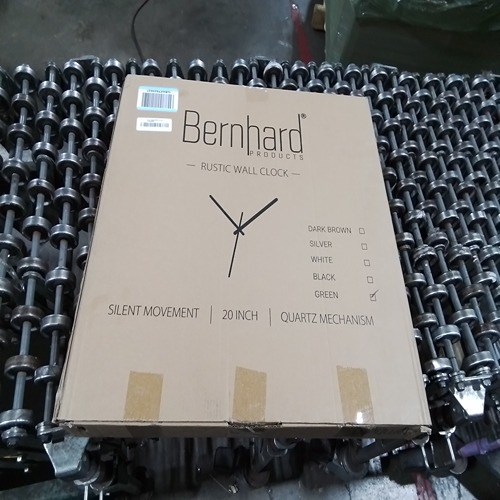 Bernhard®
PRODUCTS
— RUSTIC WALL CLOCK —
DARK BROWN ☐
SILVER ☐
WHITE ☐
BLACK ☐
GREEN ☑
SILENT MOVEMENT | 20 INCH | QUARTZ MECHANISM